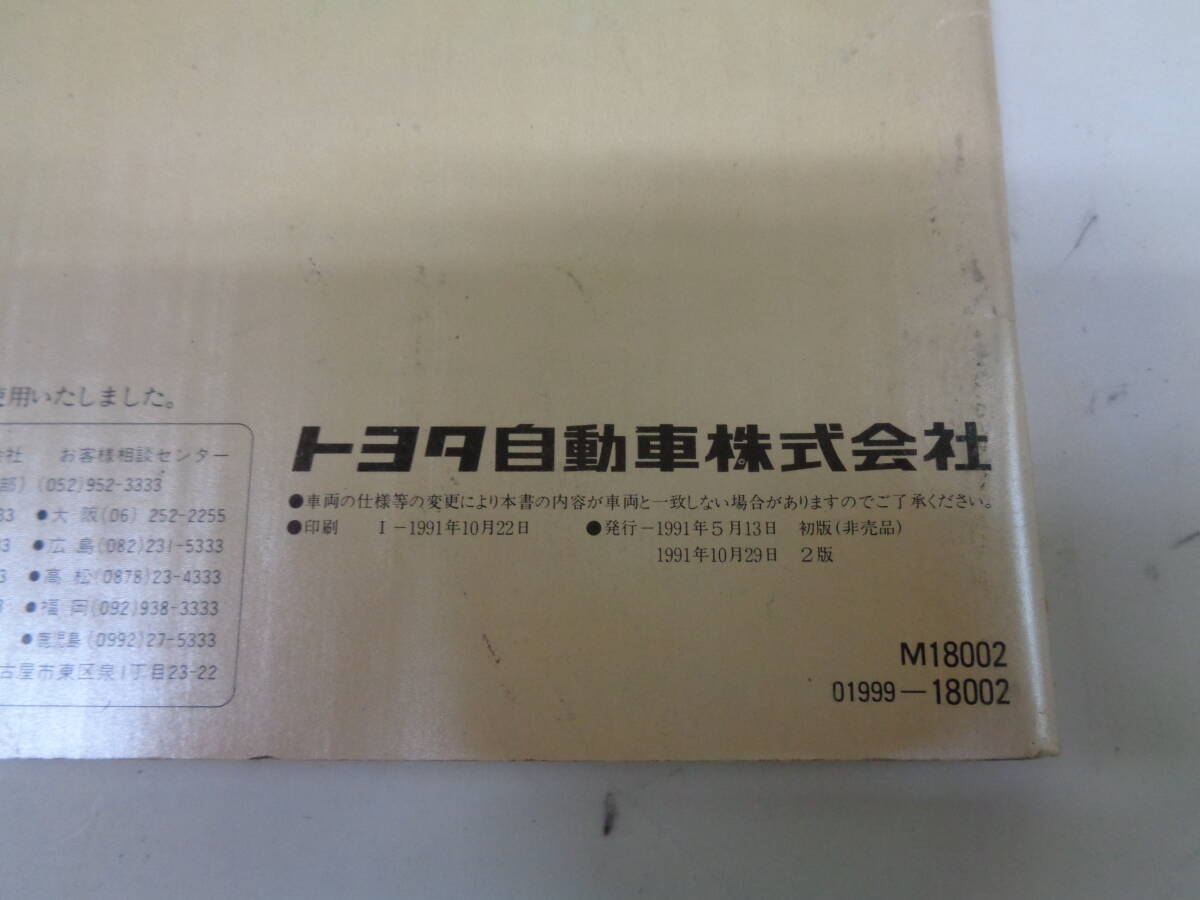 使用いたしました。
会社 お客様相談センター
部) (052)952-3333
33 ●大 阪(06) 252-2255
33 ●広 島(082)231-5333
3 ●高 松(0878)23-4333
3 ●福 岡(092)938-3333
●鹿児島(0992)27-5333
古屋市東区泉1丁目23-22
トヨタ自動車株式会社
●車両の仕様等の変更により本書の内容が車両と一致しない場合がありますのでご了承ください。
●印刷 I-1991年10月22日 ●発行-1991年5月13日 初版(非売品)
1991年10月29日 2版
M18002
01999-18002